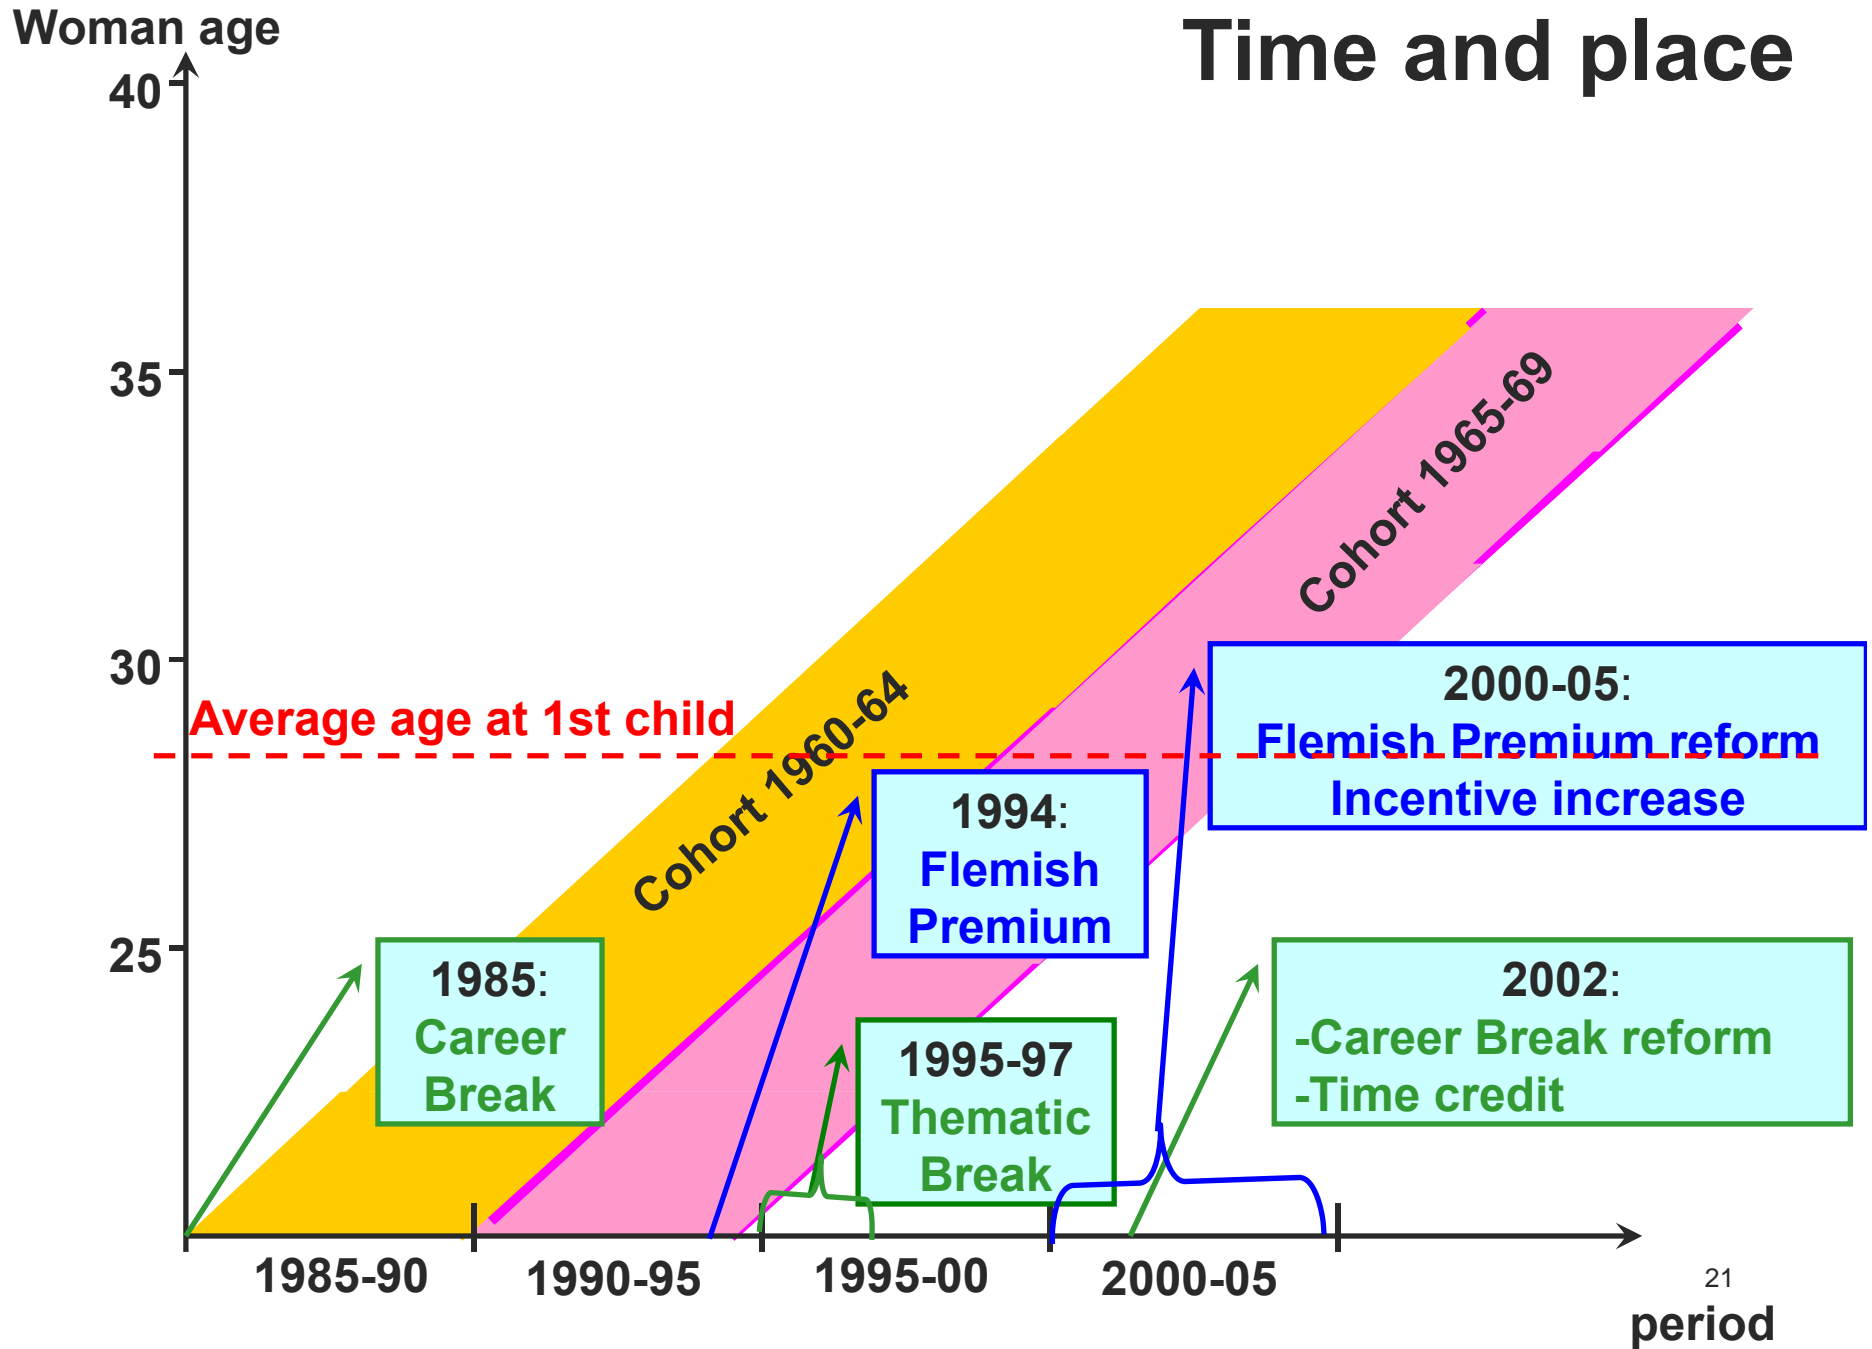 Time and place
Woman age
40
35
30
25
Average age at 1st child
Cohort 1960-64
Cohort 1965-69
1985:
Career
Break
1994:
Flemish
Premium
1995-97
Thematic
Break
2000-05:
Flemish Premium reform
Incentive increase
2002:
-Career Break reform
-Time credit
1985-90
1990-95
1995-00
2000-05
21
period